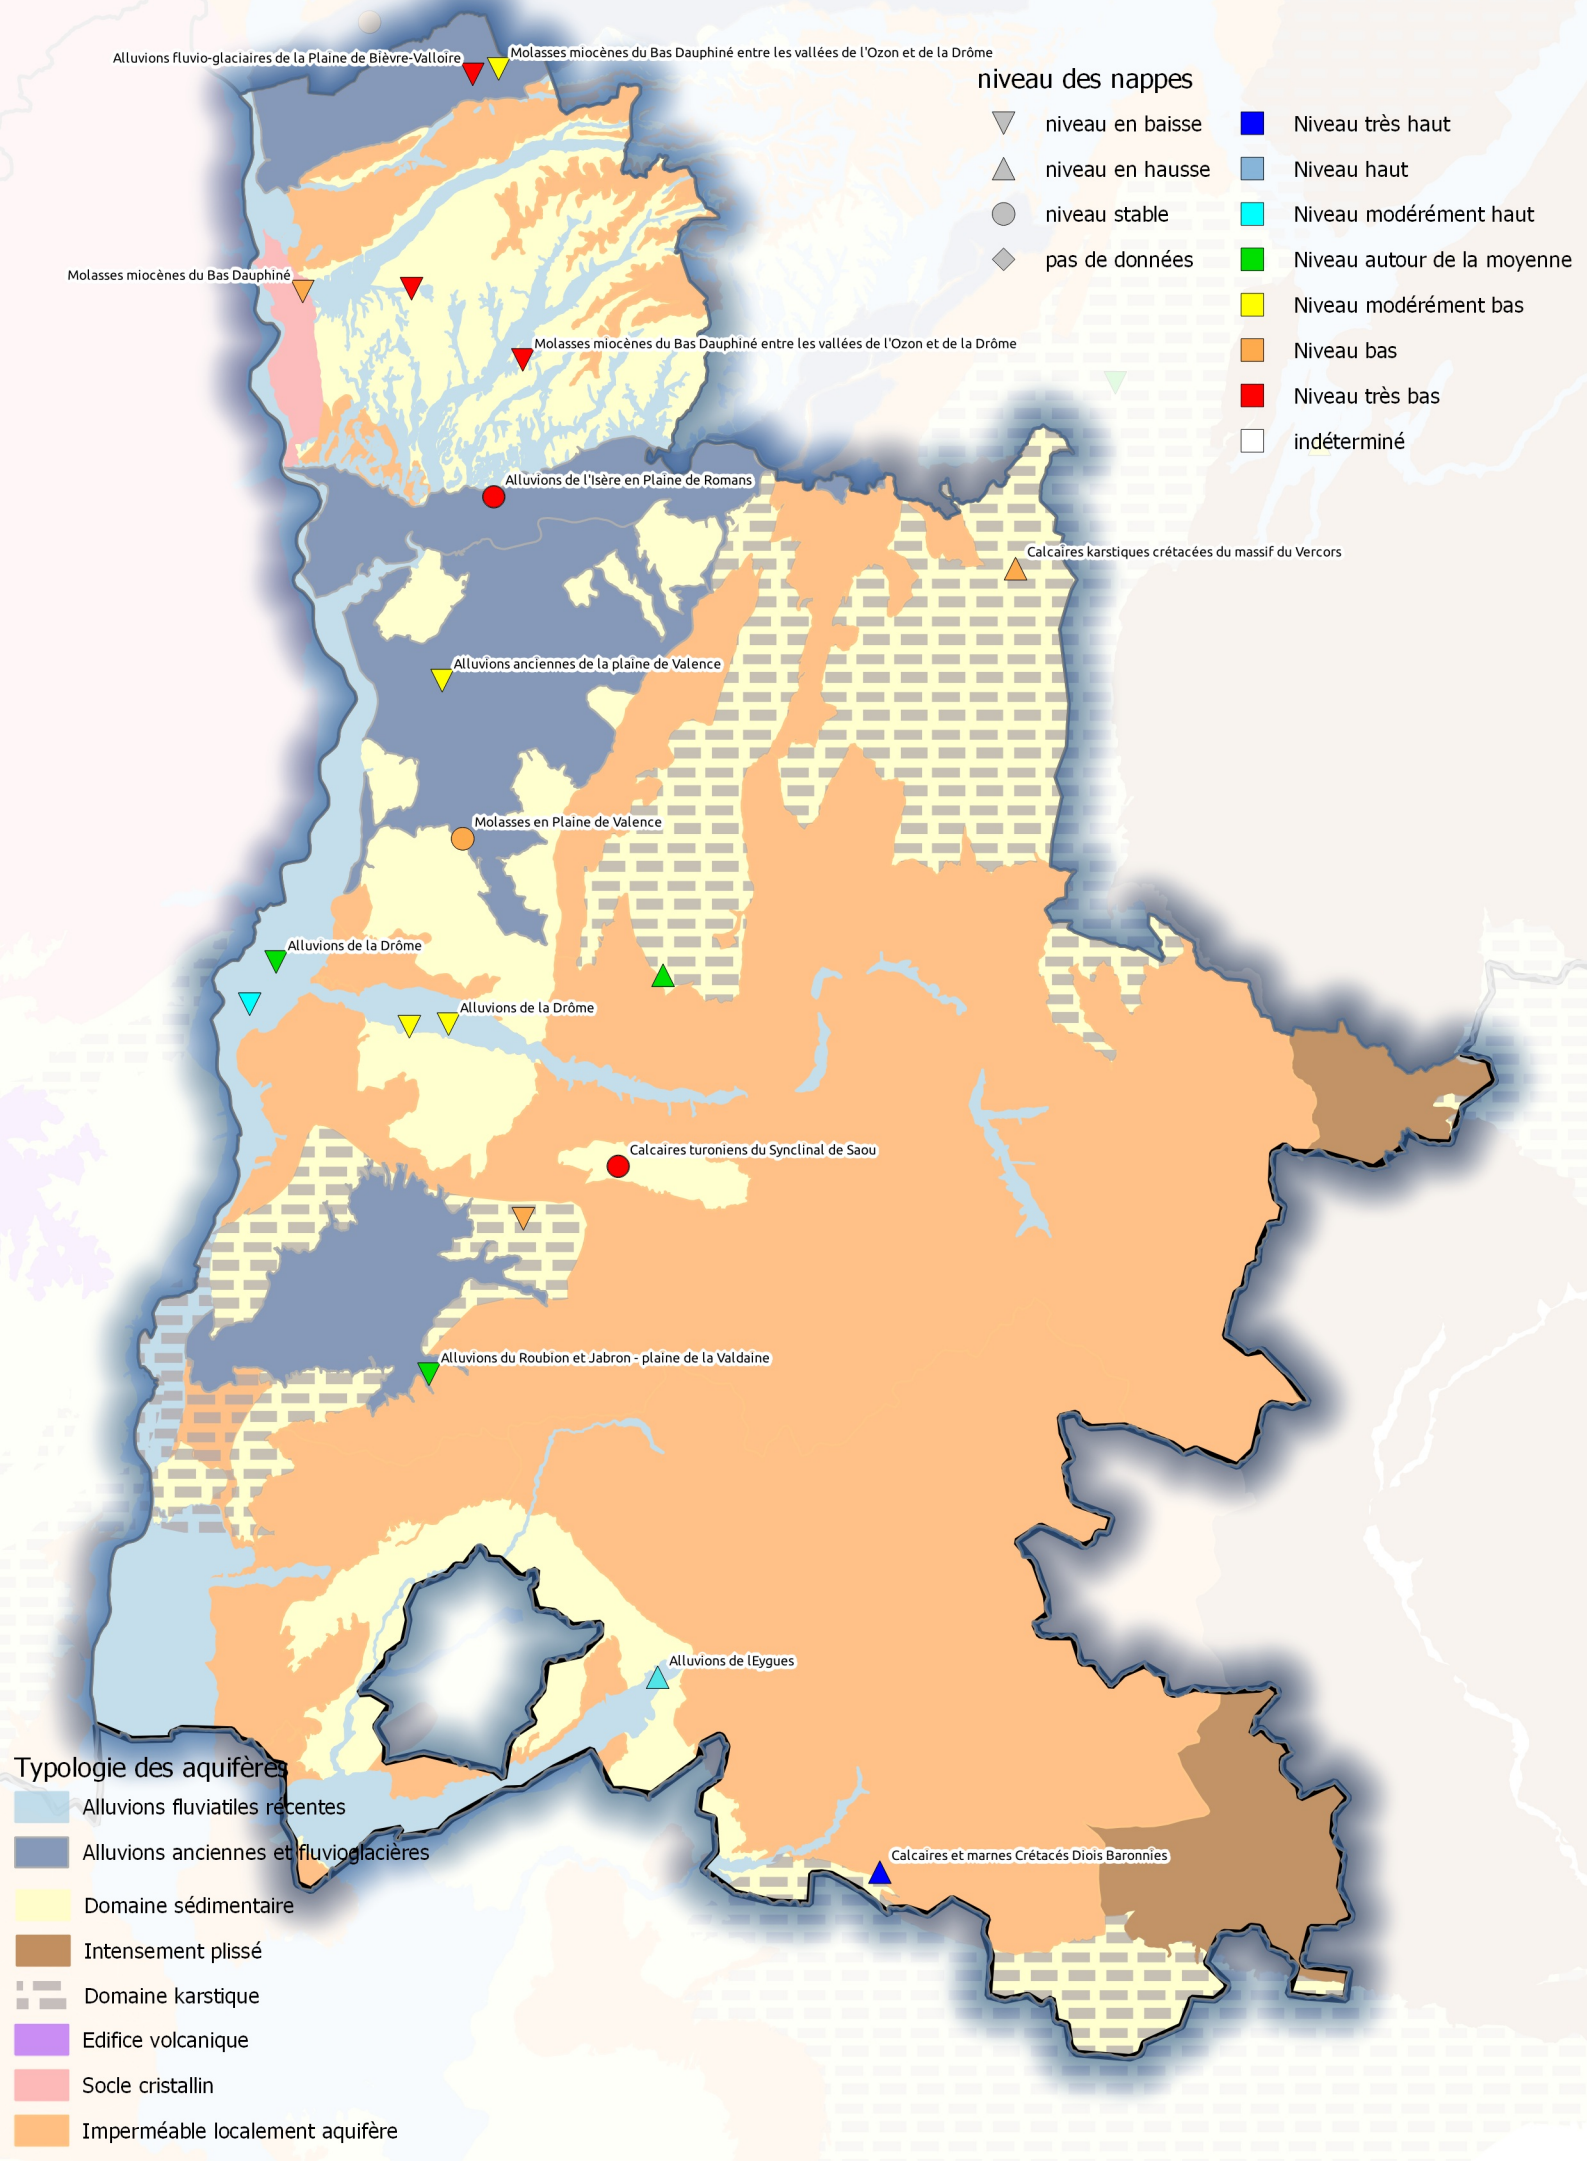 Molasses miocènes du Bas Dauphiné entre les vallées de l'Ozon et de la Drôme
Alluvions fluvio-glaciaires de la Plaine de Bièvre-Valloire
niveau des nappes
niveau en baisse
niveau en hausse
niveau stable
pas de données
Niveau très haut
Niveau haut
Niveau modérément haut
Niveau autour de la moyenne
Niveau modérément bas
Niveau bas
Niveau très bas
indéterminé
Molasses miocènes du Bas Dauphiné
Molasses miocènes du Bas Dauphiné entre les vallées de l'Ozon et de la Drôme
Alluvions de l'Isère en Plaine de Romans
Calcaires karstiques crétacées du massif du Vercors
Alluvions anciennes de la plaine de Valence
Molasses en Plaine de Valence
Alluvions de la Drôme
Alluvions de la Drôme
Calcaires turoniens du Synclinal de Saou
Alluvions du Roubion et Jabron - plaine de la Valdaine
Alluvions de lEygues
Calcaires et marnes Crétacés Diois Baronnies
Typologie des aquifères
Alluvions fluviatiles récentes
Alluvions anciennes et fluvioglacières
Domaine sédimentaire
Intensement plissé
Domaine karstique
Edifice volcanique
Socle cristallin
Imperméable localement aquifère